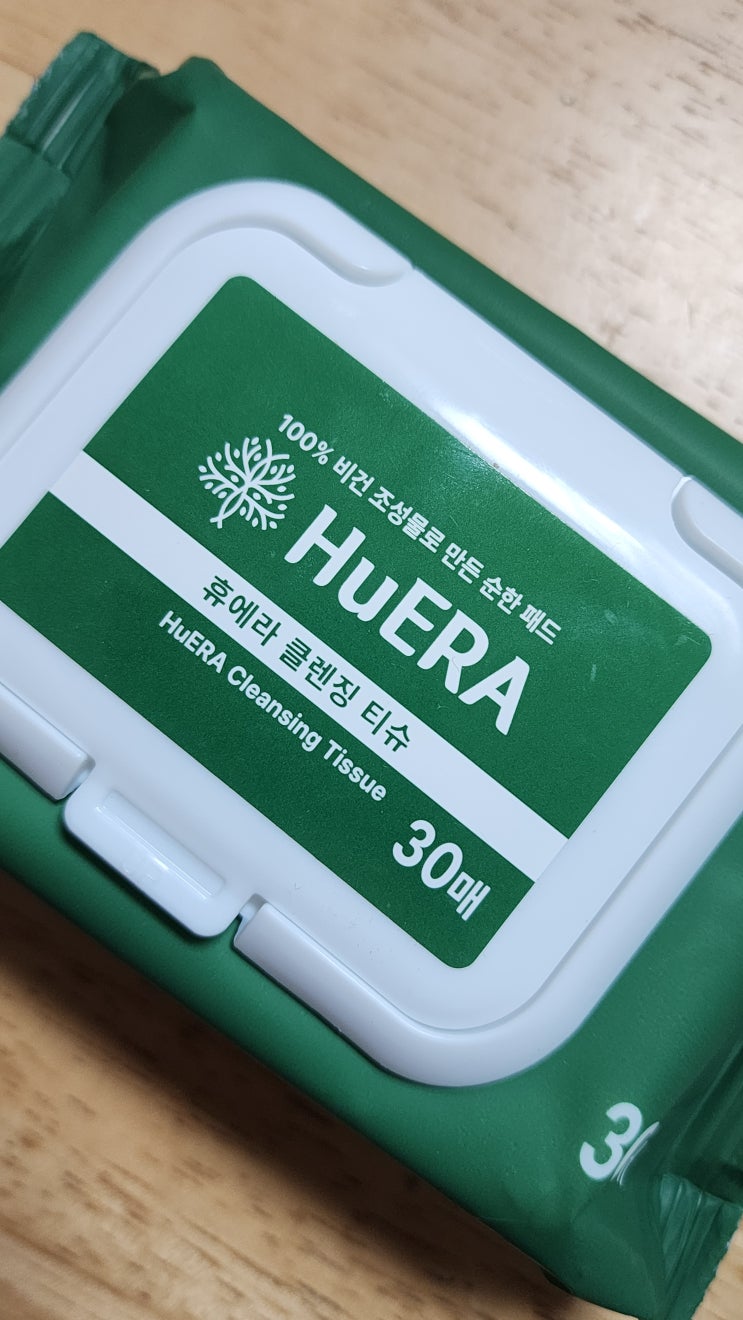 100% 비건 조성물로 만든 순한 패드
HuERA
휴에라 클렌징 티슈
HuERA Cleansing Tissue
30매